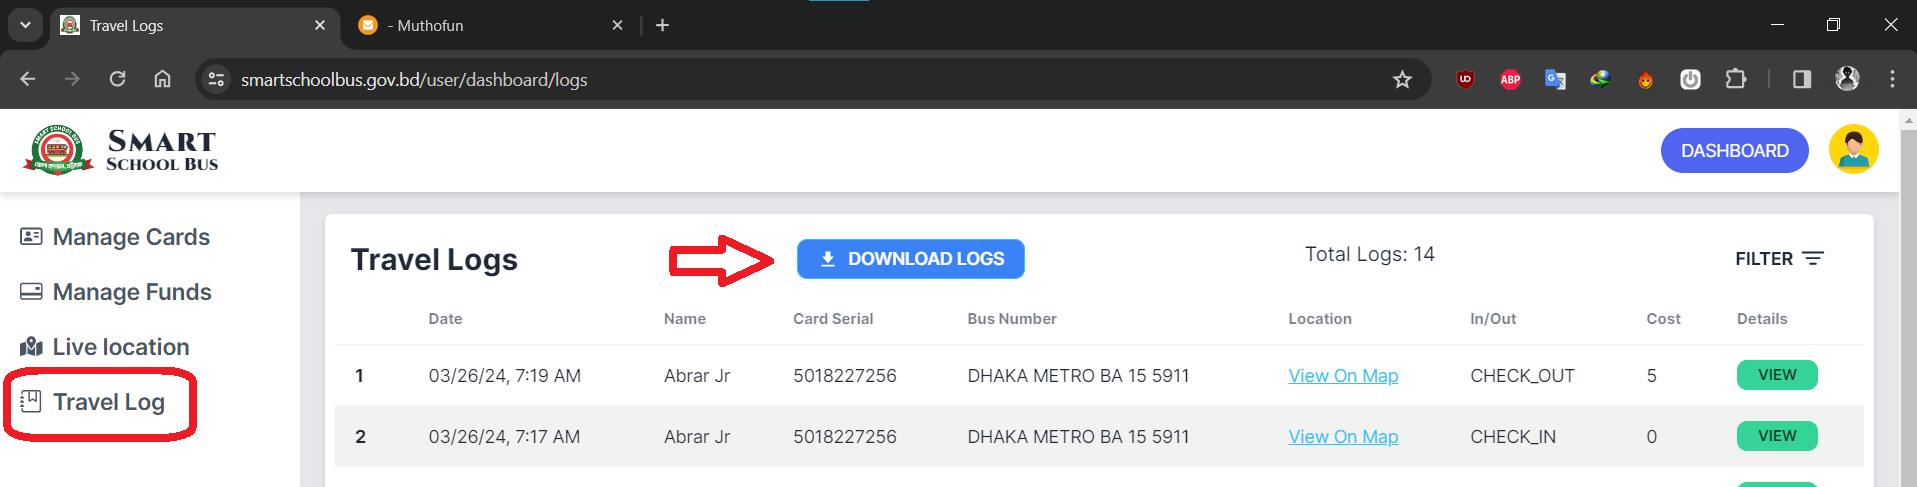 Travel Logs
- Muthofun
smartschoolbus.gov.bd/user/dashboard/logs
UO
ABP
SMART
SCHOOL BUS
DASHBOARD
Manage Cards
Manage Funds
Live location
Travel Log
Travel Logs
DOWNLOAD LOGS
Total Logs: 14
FILTER
Date Name Card Serial Bus Number Location In/Out Cost Details
1 03/26/24, 7:19 AM Abrar Jr 5018227256 DHAKA METRO BA 15 5911 View On Map CHECK_OUT 5 VIEW
2 03/26/24, 7:17 AM Abrar Jr 5018227256 DHAKA METRO BA 15 5911 View On Map CHECK_IN 0 VIEW